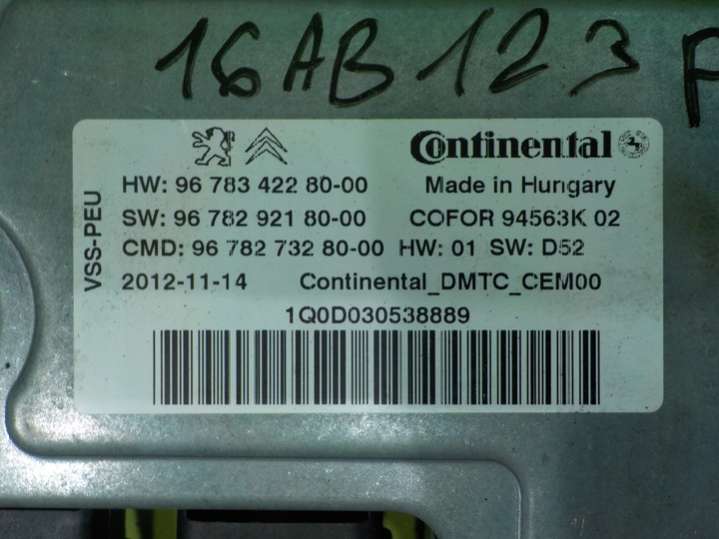 16AB123 F
Continental
HW: 96 783 422 80-00 Made in Hungary
SW: 96 782 921 80-00 COFOR 94563K 02
CMD: 96 782 732 80-00 HW: 01 SW: D52
2012-11-14 Continental_DMTC_CEM00
1Q0D030538889
VSS-PEU